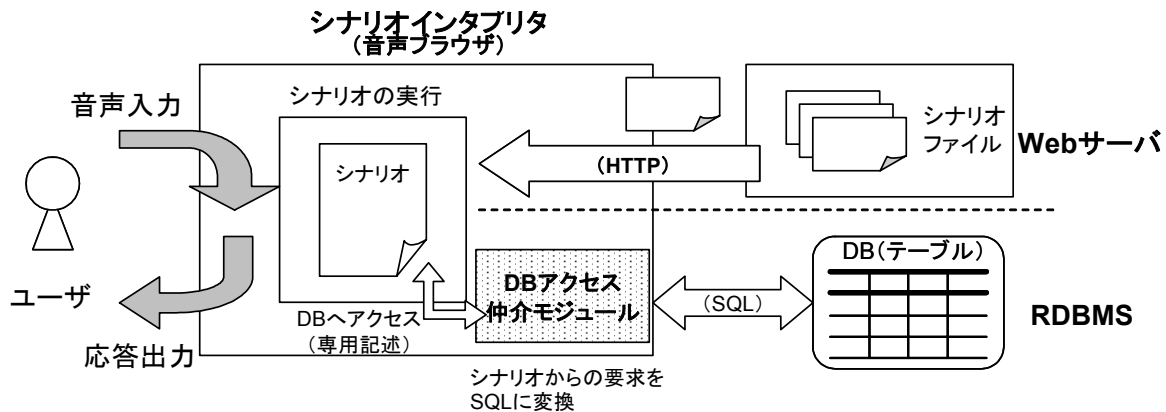 シナリオインタプリタ
（音声ブラウザ）
音声入力
シナリオの実行
シナリオ
シナリオ
ファイル
Webサーバ
（HTTP）
ユーザ
応答出力
DBへアクセス
（専用記述）
DBアクセス
仲介モジュール
（SQL）
DB（テーブル）
RDBMS
シナリオからの要求を
SQLに変換